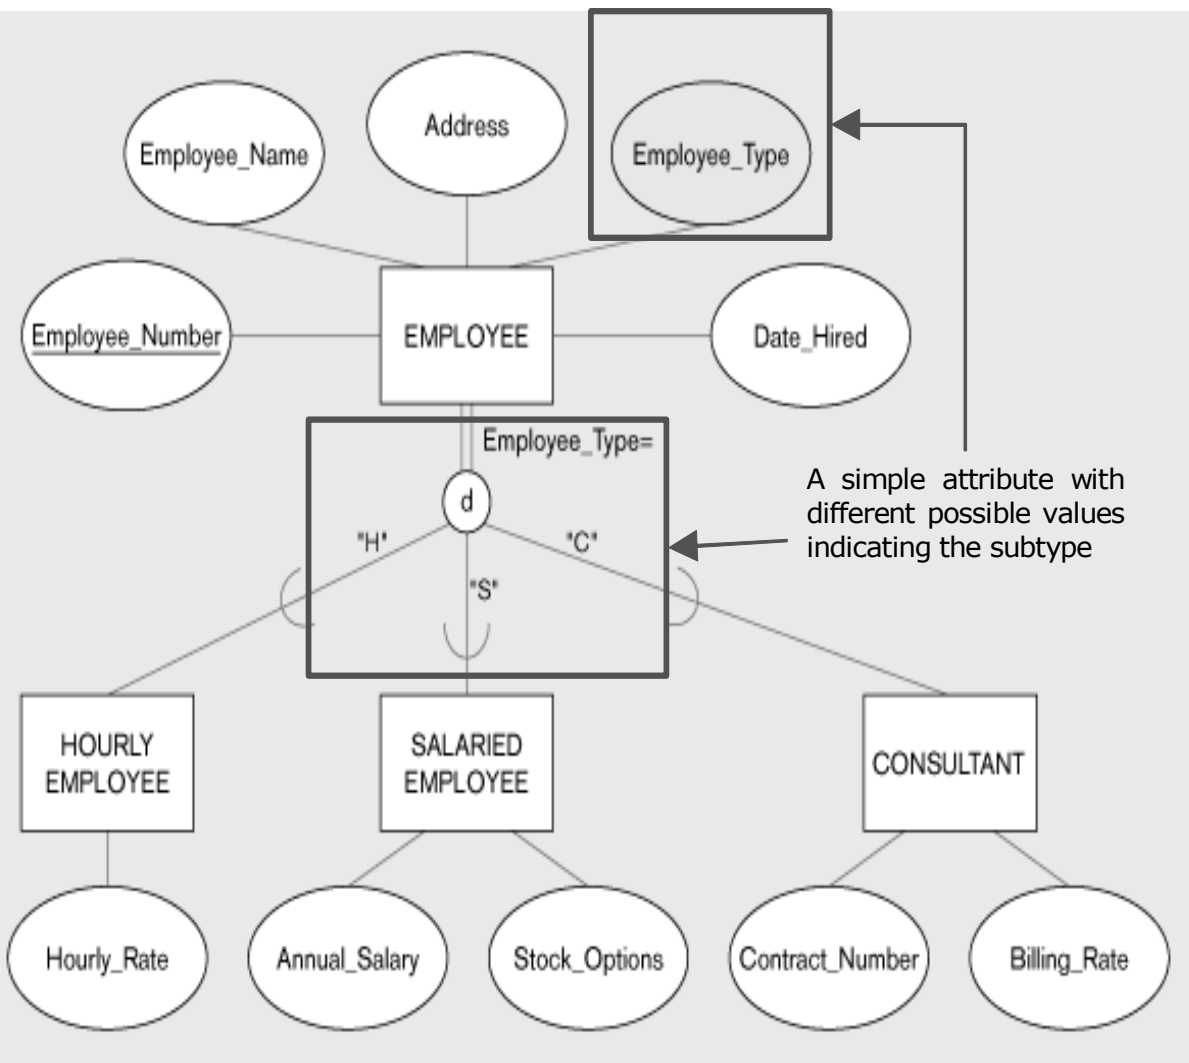 Address
Employee_Name
Employee_Type
Employee_Number
EMPLOYEE
Date_Hired
Employee_Type=
d
"H"
"C"
"S"
A simple attribute with
different possible values
indicating the subtype
HOURLY
EMPLOYEE
SALARIED
EMPLOYEE
CONSULTANT
Hourly_Rate
Annual_Salary
Stock_Options
Contract_Number
Billing_Rate